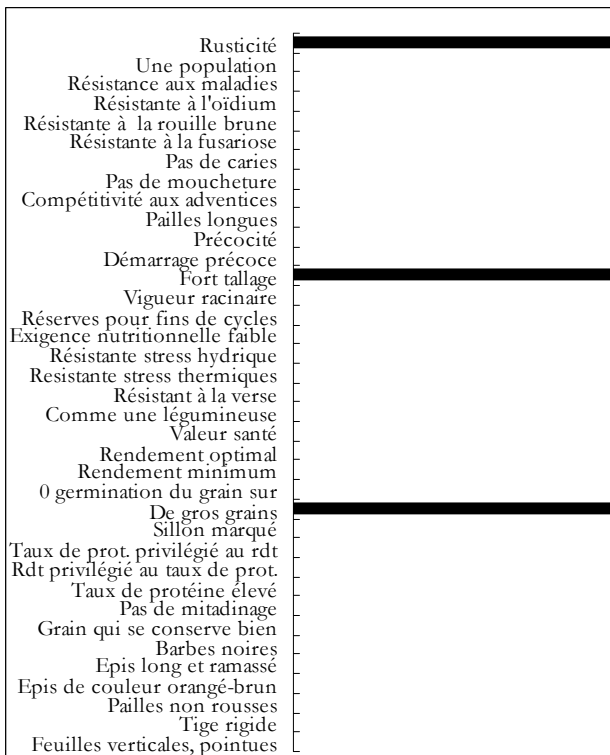 Rusticité
Une population
Résistance aux maladies
Résistante à l'oïdium
Résistante à  la rouille brune
Résistante à la fusariose
Pas de caries
Pas de moucheture
Compétitivité aux adventices
Pailles longues
Précocité
Démarrage précoce
Fort tallage
Vigueur racinaire
Réserves pour fins de cycles
Exigence nutritionnelle faible
Résistante stress hydrique
Resistante stress thermiques
Résistant à la verse
Comme une légumineuse
Valeur santé
Rendement optimal
Rendement minimum
0 germination du grain sur
De gros grains
Sillon marqué
Taux de prot. privilégié au rdt
Rdt privilégié au taux de prot.
Taux de protéine élevé
Pas de mitadinage
Grain qui se conserve bien
Barbes noires
Epis long et ramassé
Epis de couleur orangé-brun
Pailles non rousses
Tige rigide
Feuilles verticales, pointues